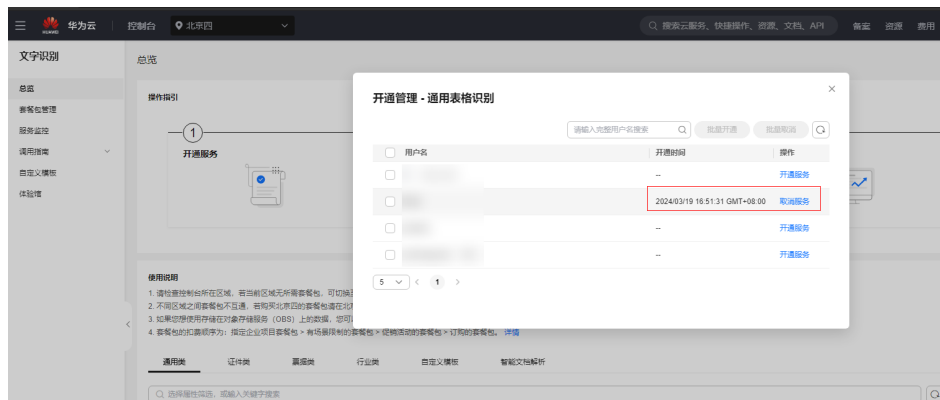 HUAWEI 华为云 控制台 北京四 搜索云服务、快捷操作、资源、文档、API 备案 资源 费用
文字识别
总览
套餐包管理
服务监控
调用指南
自定义模板
体验馆
总览
操作指引
1
开通服务
开通管理 - 通用表格识别
请输入完整用户名搜索 批量开通 批量取消
用户名 开通时间 操作
-- 开通服务
2024/03/19 16:51:31 GMT+08:00 取消服务
-- 开通服务
-- 开通服务
5 1
使用说明
1. 请检查控制台所在区域，若当前区域无所需套餐包，可切换至
2. 不同区域之间套餐包不互通，若购买北京四的套餐包请在北京
3. 如果您想使用存储在对象存储服务（OBS）上的数据，您可以
4. 套餐包的扣费顺序为：指定企业项目套餐包 > 有场景限制的套餐包 > 促销活动的套餐包 > 订购的套餐包。 详情
通用类 证件类 票据类 行业类 自定义模板 智能文档解析
选择属性筛选，或输入关键字搜索